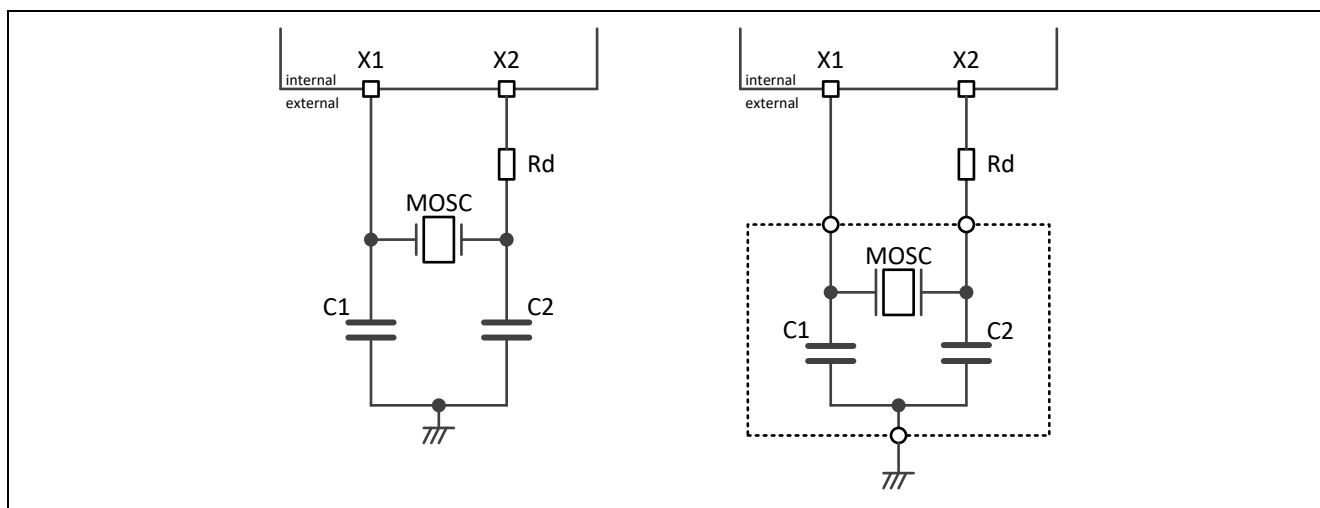 X1 X2
internal
external
Rd
MOSC
C1 C2
X1 X2
internal
external
Rd
MOSC
C1 C2